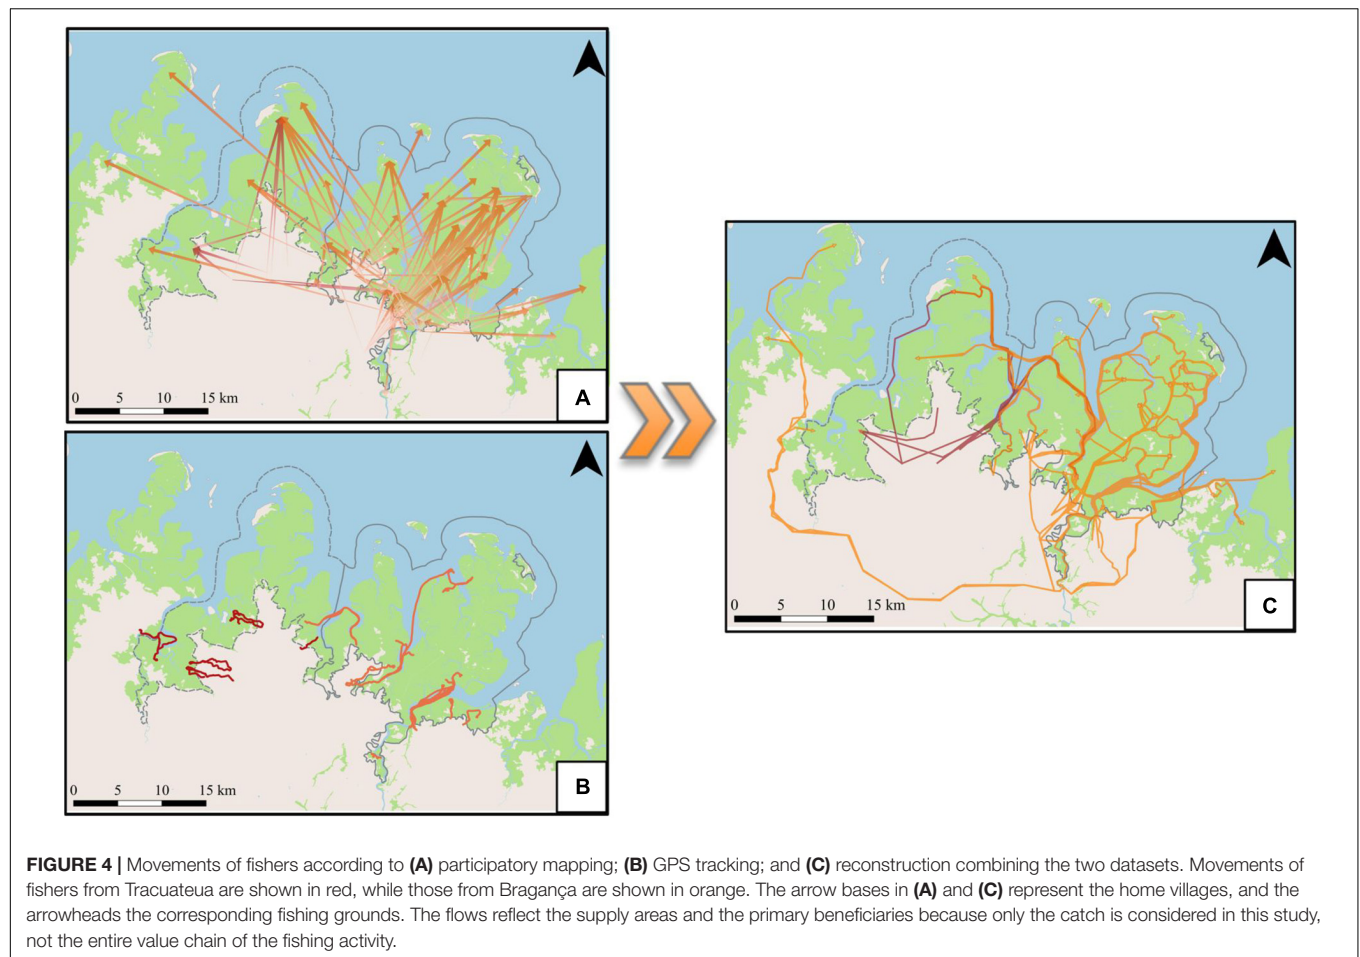 A
0 5 10 15 km
B
0 5 10 15 km
C
0 5 10 15 km
FIGURE 4 | Movements of fishers according to (A) participatory mapping; (B) GPS tracking; and (C) reconstruction combining the two datasets. Movements of
fishers from Tracuateua are shown in red, while those from Bragança are shown in orange. The arrow bases in (A) and (C) represent the home villages, and the
arrowheads the corresponding fishing grounds. The flows reflect the supply areas and the primary beneficiaries because only the catch is considered in this study,
not the entire value chain of the fishing activity.